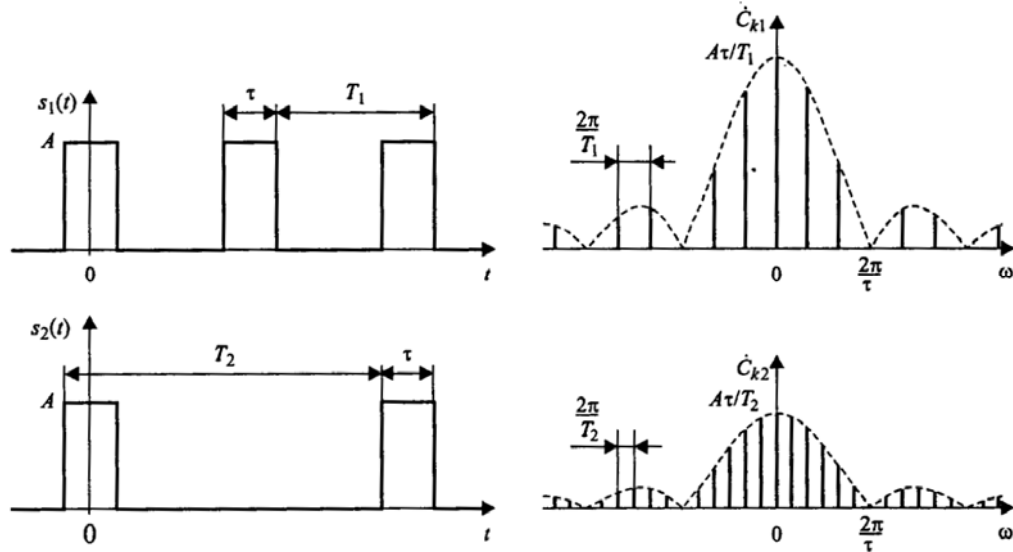 s₁(t)
A
τ
T₁
0
t
Ċₖ₁
Aτ/T₁
2π
T₁
0
2π
τ
ω
s₂(t)
A
T₂
τ
0
t
Ċₖ₂
Aτ/T₂
2π
T₂
0
2π
τ
ω